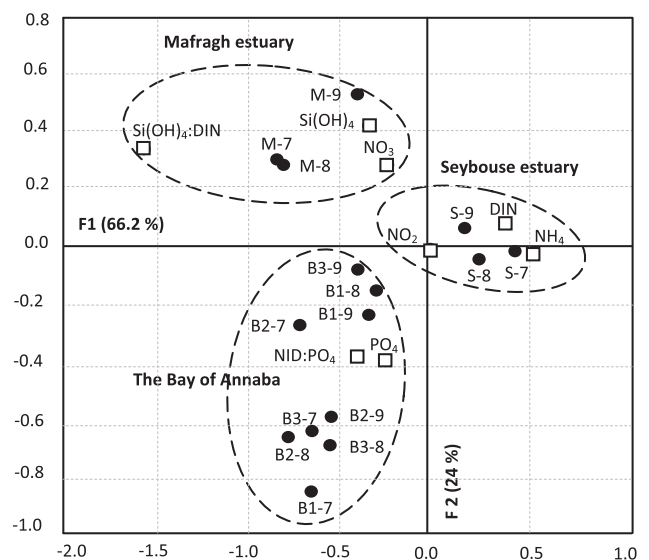 0.8
Mafragh estuary
0.6
M-9
Si(OH)4
Si(OH)4:DIN
0.4
M-7
NO3
M-8
Seybouse estuary
0.2
S-9
DIN
F1 (66.2 %)
NO2
NH4
0.0
B3-9
S-8
S-7
B1-8
-0.2
B1-9
B2-7
NID:PO4
PO4
-0.4
The Bay of Annaba
B3-7
B2-9
-0.6
B2-8
B3-8
F 2 (24 %)
-0.8
B1-7
-1.0
-2.0 -1.5 -1.0 -0.5 0.0 0.5 1.0